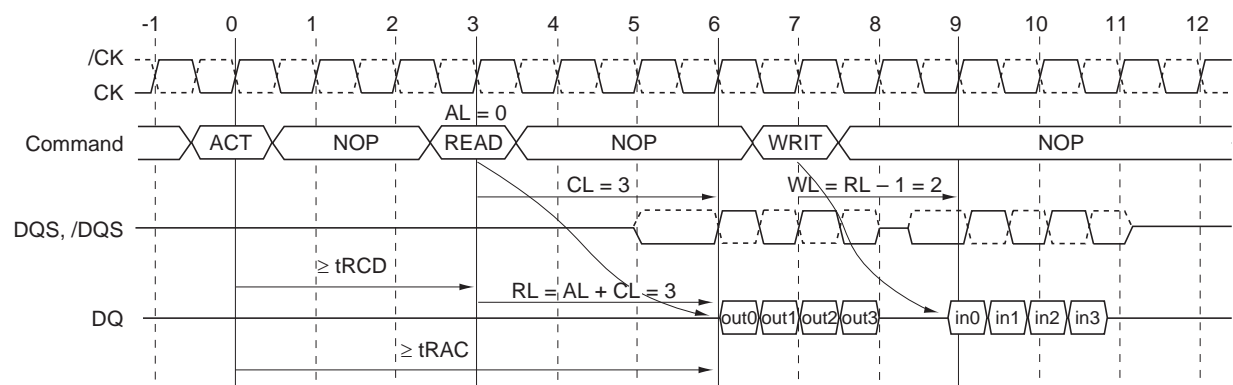 -1 0 1 2 3 4 5 6 7 8 9 10 11 12
/CK
CK
AL = 0
Command ACT NOP READ NOP WRIT NOP
CL = 3 WL = RL – 1 = 2
DQS, /DQS
≥ tRCD
RL = AL + CL = 3
DQ out0 out1 out2 out3 in0 in1 in2 in3
≥ tRAC